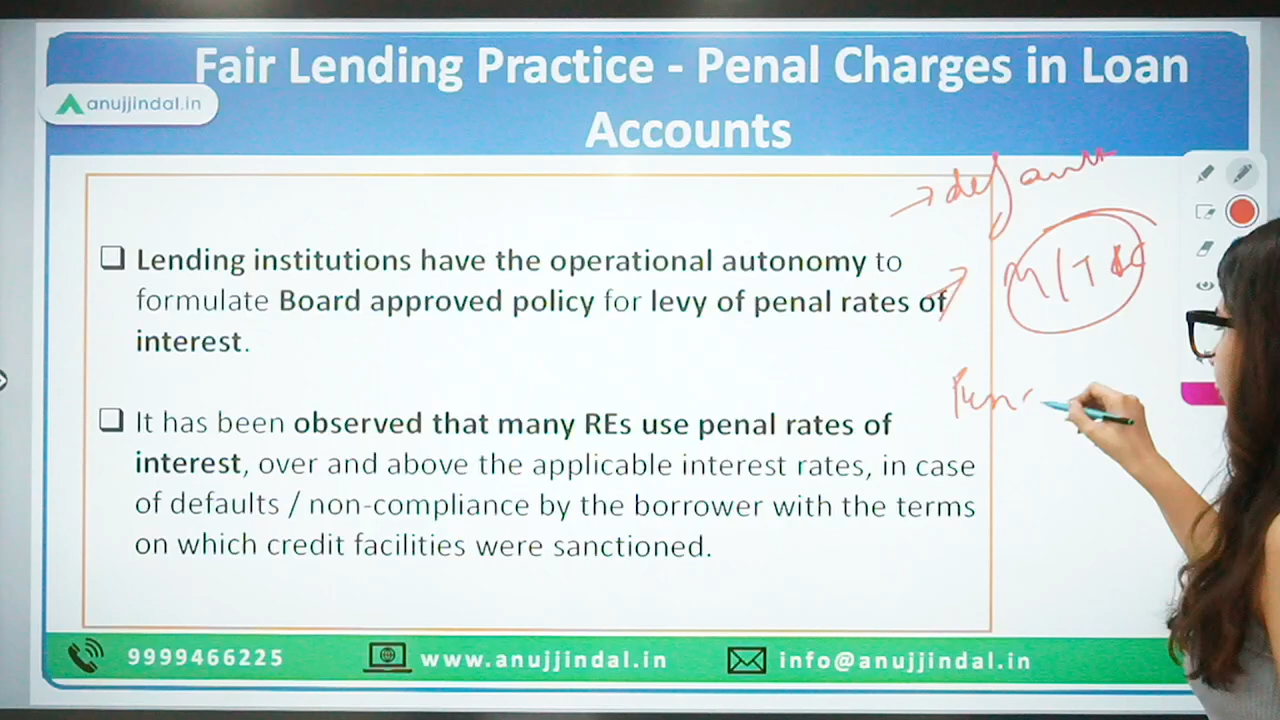 Fair Lending Practice - Penal Charges in Loan
Accounts
anujjindal.in
default
Lending institutions have the operational autonomy to
formulate Board approved policy for levy of penal rates of
interest.
M/T&C
Pen
It has been observed that many REs use penal rates of
interest, over and above the applicable interest rates, in case
of defaults / non-compliance by the borrower with the terms
on which credit facilities were sanctioned.
9999466225
www.anujjindal.in
info@anujjindal.in